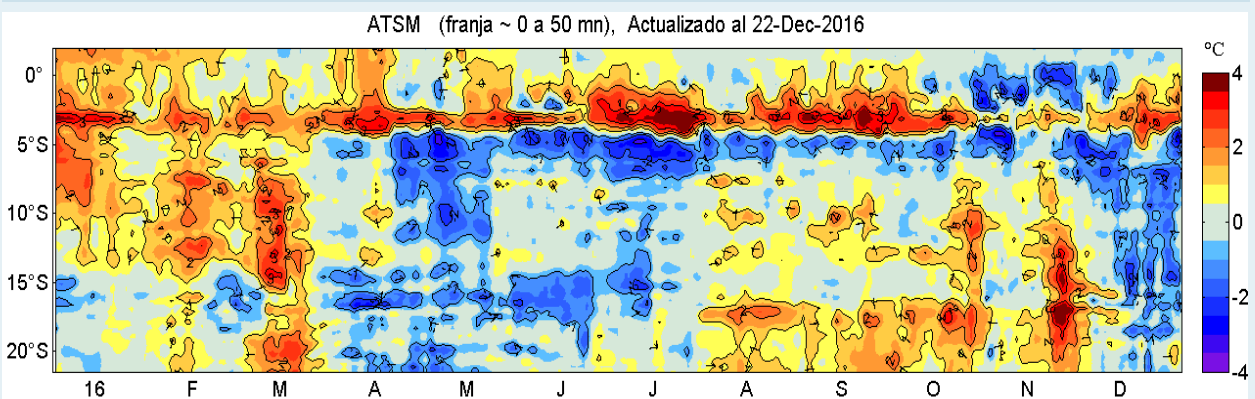 ATSM (franja ~ 0 a 50 mn), Actualizado al 22-Dec-2016
°C
0°
5°S
10°S
15°S
20°S
4
2
0
-2
-4
16 F M A M J J A S O N D